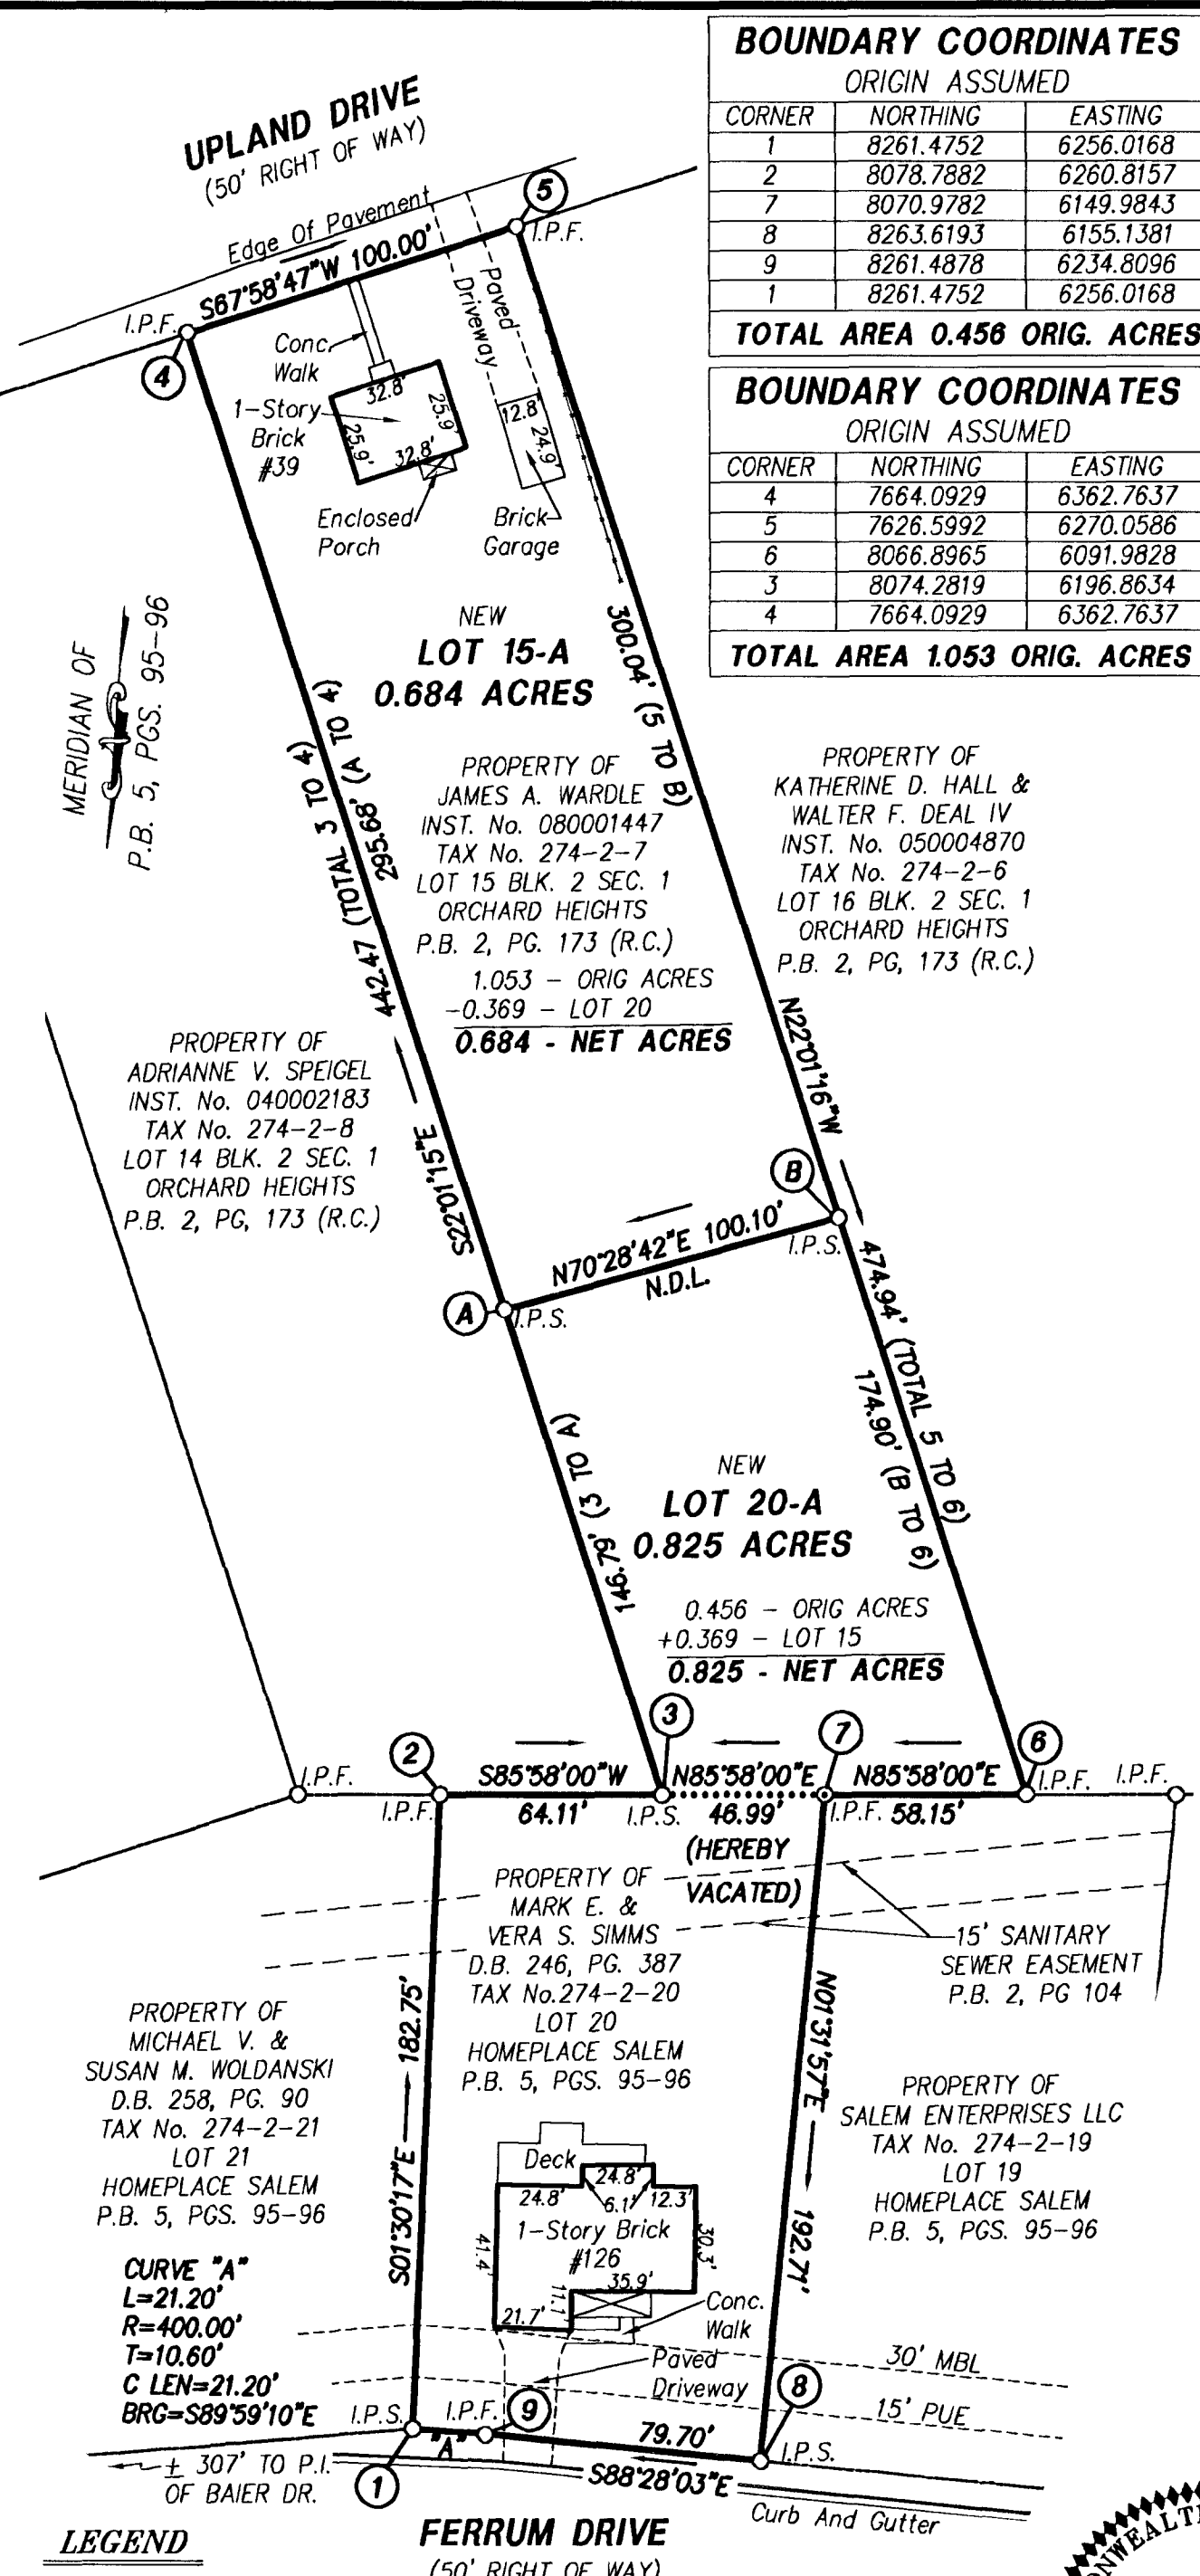 BOUNDARY COORDINATES
ORIGIN ASSUMED
CORNER NORTHING EASTING
1 8261.4752 6256.0168
2 8078.7882 6260.8157
7 8070.9782 6149.9843
8 8263.6193 6155.1381
9 8261.4878 6234.8096
1 8261.4752 6256.0168
TOTAL AREA 0.456 ORIG. ACRES
BOUNDARY COORDINATES
ORIGIN ASSUMED
CORNER NORTHING EASTING
4 7664.0929 6362.7637
5 7626.5992 6270.0586
6 8066.8965 6091.9828
3 8074.2819 6196.8634
4 7664.0929 6362.7637
TOTAL AREA 1.053 ORIG. ACRES
UPLAND DRIVE
(50' RIGHT OF WAY)
Edge Of Pavement
5
I.P.F.
S67°58'47"W 100.00'
I.P.F.
4
Paved
Driveway
Conc.
Walk
1-Story
Brick
#39
32.8'
25.9'
25.9'
32.8'
12.8'
24.9'
Enclosed
Porch
Brick
Garage
MERIDIAN OF
P.B. 5, PGS. 95-96
NEW
LOT 15-A
0.684 ACRES
300.04' (5 TO B)
442.47 (TOTAL 3 TO 4)
295.68' (A TO 4)
PROPERTY OF
JAMES A. WARDLE
INST. No. 080001447
TAX No. 274-2-7
LOT 15 BLK. 2 SEC. 1
ORCHARD HEIGHTS
P.B. 2, PG. 173 (R.C.)
1.053 - ORIG ACRES
-0.369 - LOT 20
0.684 - NET ACRES
PROPERTY OF
KATHERINE D. HALL &
WALTER F. DEAL IV
INST. No. 050004870
TAX No. 274-2-6
LOT 16 BLK. 2 SEC. 1
ORCHARD HEIGHTS
P.B. 2, PG, 173 (R.C.)
PROPERTY OF
ADRIANNE V. SPEIGEL
INST. No. 040002183
TAX No. 274-2-8
LOT 14 BLK. 2 SEC. 1
ORCHARD HEIGHTS
P.B. 2, PG, 173 (R.C.)
S22°01'15"E
N22°01'16"W
B
N70°28'42"E 100.10'
N.D.L.
I.P.S.
A
I.P.S.
474.94' (TOTAL 5 TO 6)
174.90' (B TO 6)
146.79' (3 TO A)
NEW
LOT 20-A
0.825 ACRES
0.456 - ORIG ACRES
+0.369 - LOT 15
0.825 - NET ACRES
2
3
7
6
I.P.F.
S85°58'00"W
N85°58'00"E
N85°58'00"E
I.P.F.
I.P.F.
I.P.F.
64.11'
I.P.S.
46.99'
I.P.F.
58.15'
(HEREBY
VACATED)
PROPERTY OF
MARK E. &
VERA S. SIMMS
D.B. 246, PG. 387
TAX No.274-2-20
LOT 20
HOMEPLACE SALEM
P.B. 5, PGS. 95-96
15' SANITARY
SEWER EASEMENT
P.B. 2, PG 104
PROPERTY OF
MICHAEL V. &
SUSAN M. WOLDANSKI
D.B. 258, PG. 90
TAX No. 274-2-21
LOT 21
HOMEPLACE SALEM
P.B. 5, PGS. 95-96
S01°30'17"E 182.75'
N01°31'57"E 192.71'
PROPERTY OF
SALEM ENTERPRISES LLC
TAX No. 274-2-19
LOT 19
HOMEPLACE SALEM
P.B. 5, PGS. 95-96
Deck
24.8'
24.8'
6.1'
12.3'
1-Story Brick
#126
41.4'
30.3'
35.9'
11.1'
21.7'
Conc.
Walk
Paved
Driveway
CURVE "A"
L=21.20'
R=400.00'
T=10.60'
C LEN=21.20'
BRG=S89°59'10"E
30' MBL
15' PUE
I.P.S.
I.P.F.
9
8
79.70'
I.P.S.
"A"
1
S88°28'03"E
± 307' TO P.I.
OF BAIER DR.
Curb And Gutter
LEGEND
FERRUM DRIVE
(50' RIGHT OF WAY)